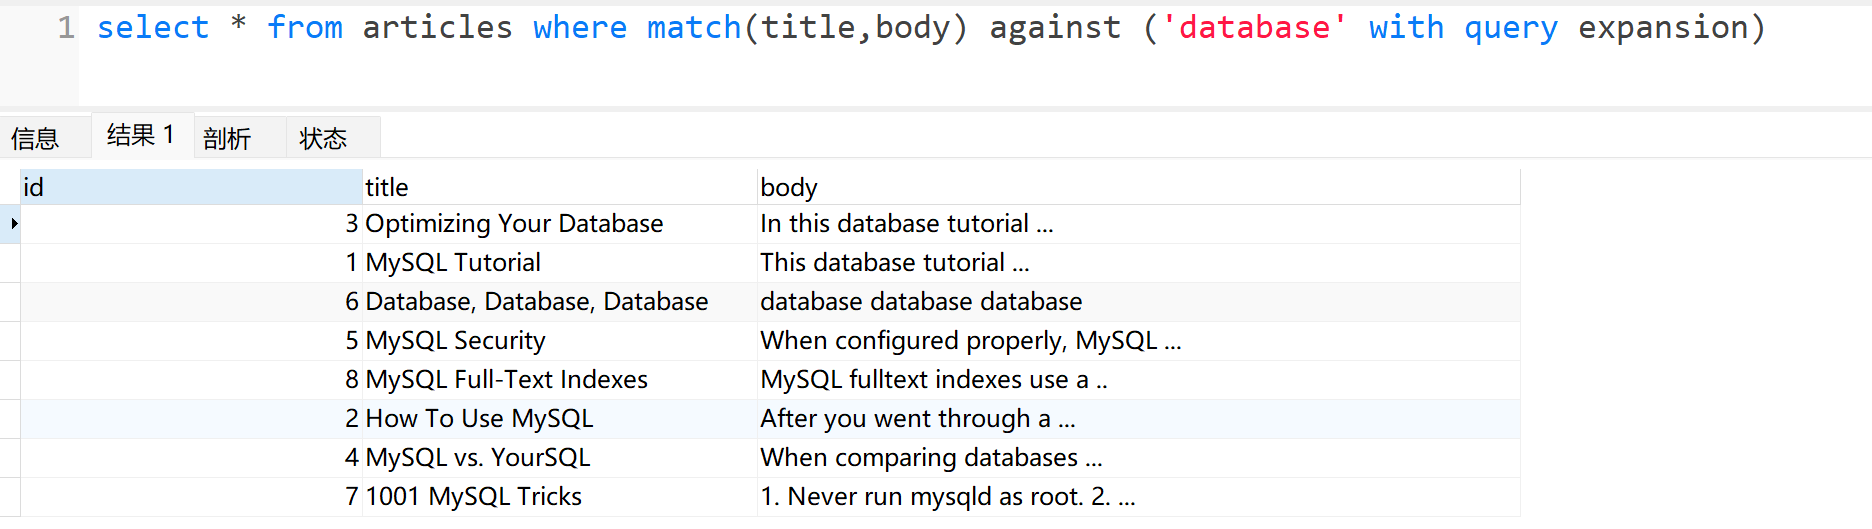 1 select * from articles where match(title,body) against ('database' with query expansion)
信息 结果 1 剖析 状态
id title body
3 Optimizing Your Database In this database tutorial ...
1 MySQL Tutorial This database tutorial ...
6 Database, Database, Database database database database
5 MySQL Security When configured properly, MySQL ...
8 MySQL Full-Text Indexes MySQL fulltext indexes use a ..
2 How To Use MySQL After you went through a ...
4 MySQL vs. YourSQL When comparing databases ...
7 1001 MySQL Tricks 1. Never run mysqld as root. 2. ...